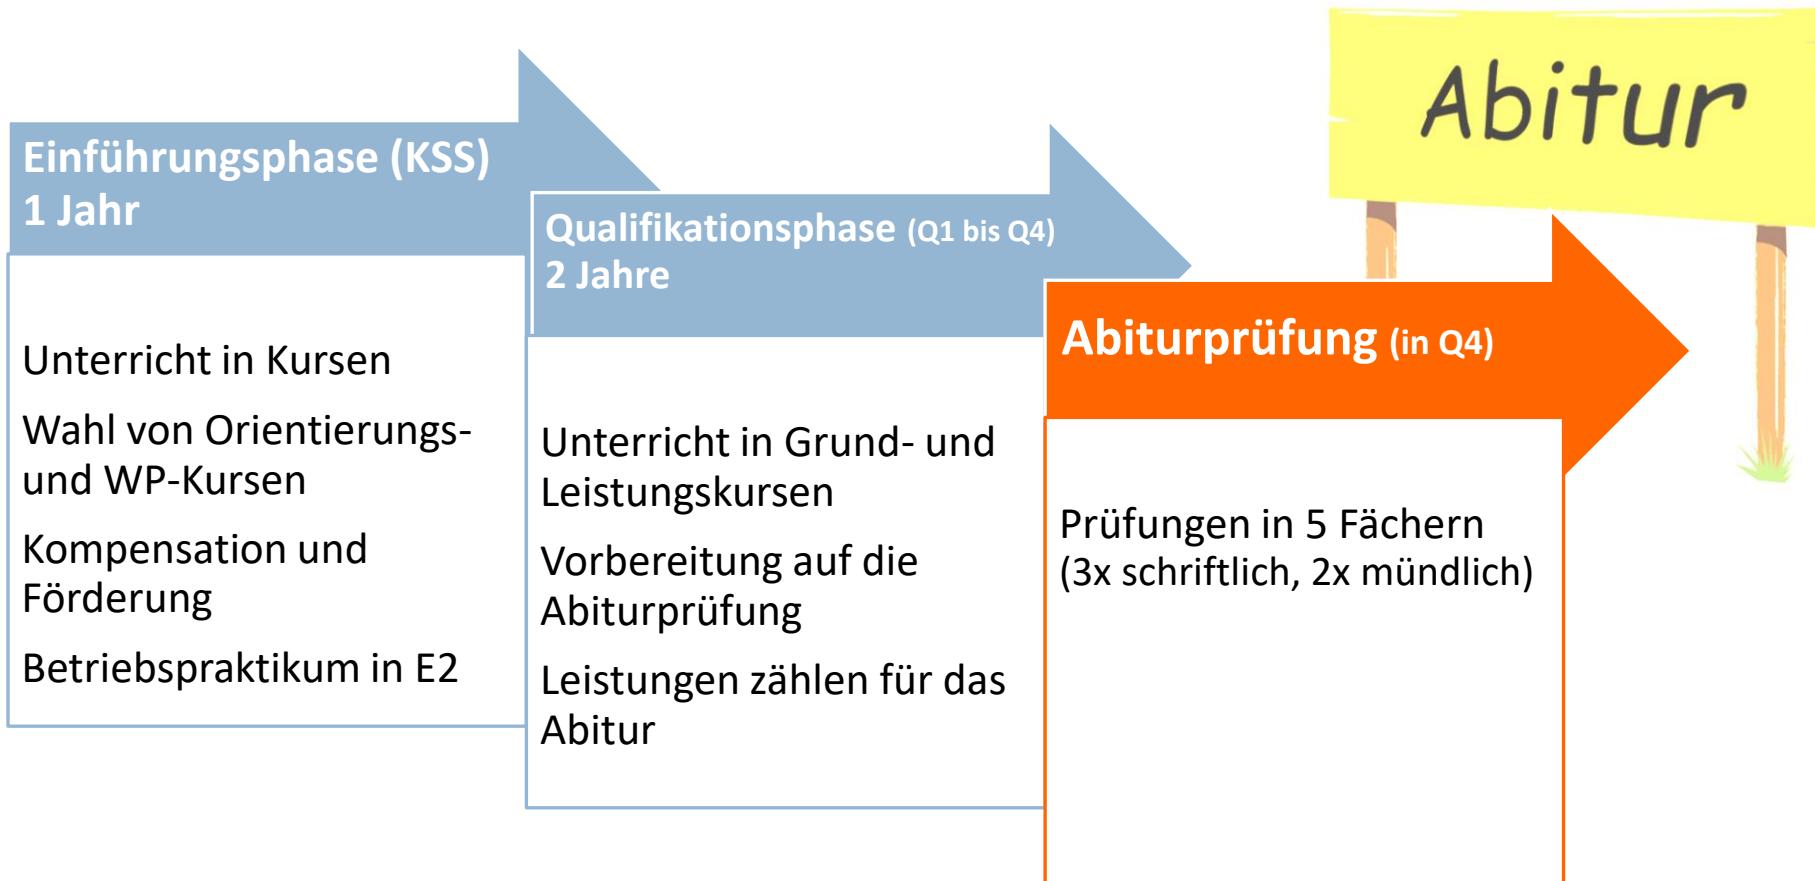 Abitur
Einführungsphase (KSS)
1 Jahr
Unterricht in Kursen
Wahl von Orientierungs-
und WP-Kursen
Kompensation und
Förderung
Betriebspraktikum in E2
Qualifikationsphase (Q1 bis Q4)
2 Jahre
Unterricht in Grund- und
Leistungskursen
Vorbereitung auf die
Abiturprüfung
Leistungen zählen für das
Abitur
Abiturprüfung (in Q4)
Prüfungen in 5 Fächern
(3x schriftlich, 2x mündlich)